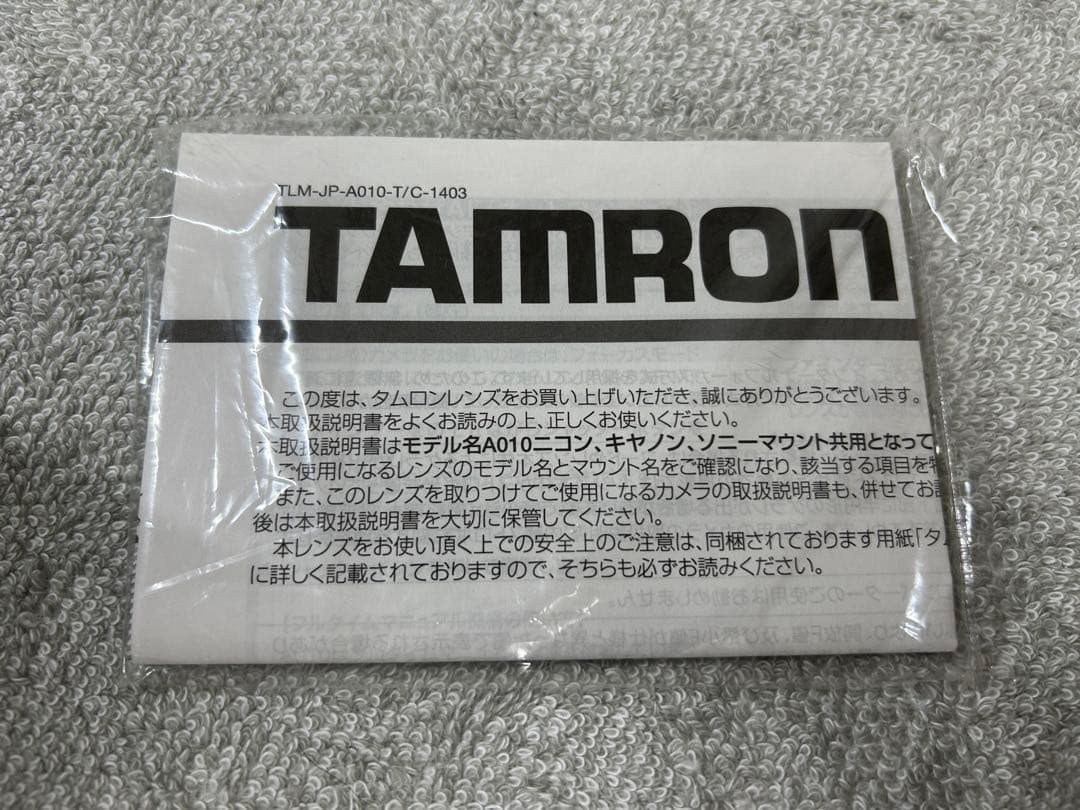 TLM-JP-A010-T/C-1403
TAMRON
この度は、タムロンレンズをお買い上げいただき、誠にありがとうございます。
本取扱説明書をよくお読みの上、正しくお使いください。
本取扱説明書はモデル名A010ニコン、キヤノン、ソニーマウント共用となって
ご使用になるレンズのモデル名とマウント名をご確認になり、該当する項目を
また、このレンズを取りつけてご使用になるカメラの取扱説明書も、併せてお
後は本取扱説明書を大切に保管してください。
本レンズをお使い頂く上での安全上のご注意は、同梱されております用紙「タム
に詳しく記載されておりますので、そちらも必ずお読みください。